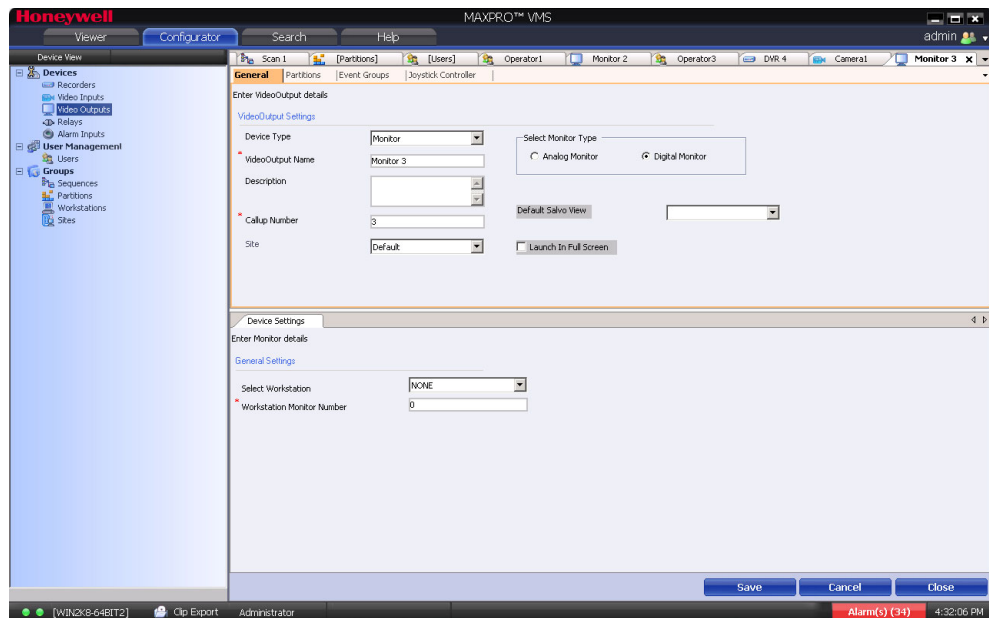 Honeywell
MAXPRO™ VMS
Viewer
Configurator
Search
Help
admin
Device View
Scan 1
[Partitions]
[Users]
Operator1
Monitor 2
Operator3
DVR 4
Camera1
Monitor 3
Devices
Recorders
Video Inputs
Video Outputs
Relays
Alarm Inputs
User Management
Users
Groups
Sequences
Partitions
Workstations
Sites
General
Partitions
Event Groups
Joystick Controller
Enter VideoOutput details
VideoOutput Settings
Device Type
Monitor
* VideoOutput Name
Monitor 3
Description
* Callup Number
3
Site
Default
Select Monitor Type
Analog Monitor
Digital Monitor
Default Salvo View
Launch In Full Screen
Device Settings
Enter Monitor details
General Settings
Select Workstation
NONE
* Workstation Monitor Number
0
Save
Cancel
Close
[WIN2K8-64BIT2]
Clip Export
Administrator
Alarm(s) (34)
4:32:06 PM